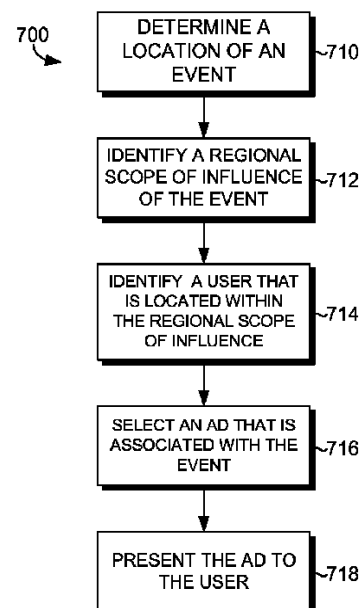 700
DETERMINE A
LOCATION OF AN
EVENT
710
IDENTIFY A REGIONAL
SCOPE OF INFLUENCE
OF THE EVENT
712
IDENTIFY A USER THAT
IS LOCATED WITHIN
THE REGIONAL SCOPE
OF INFLUENCE
714
SELECT AN AD THAT IS
ASSOCIATED WITH THE
EVENT
716
PRESENT THE AD TO
THE USER
718